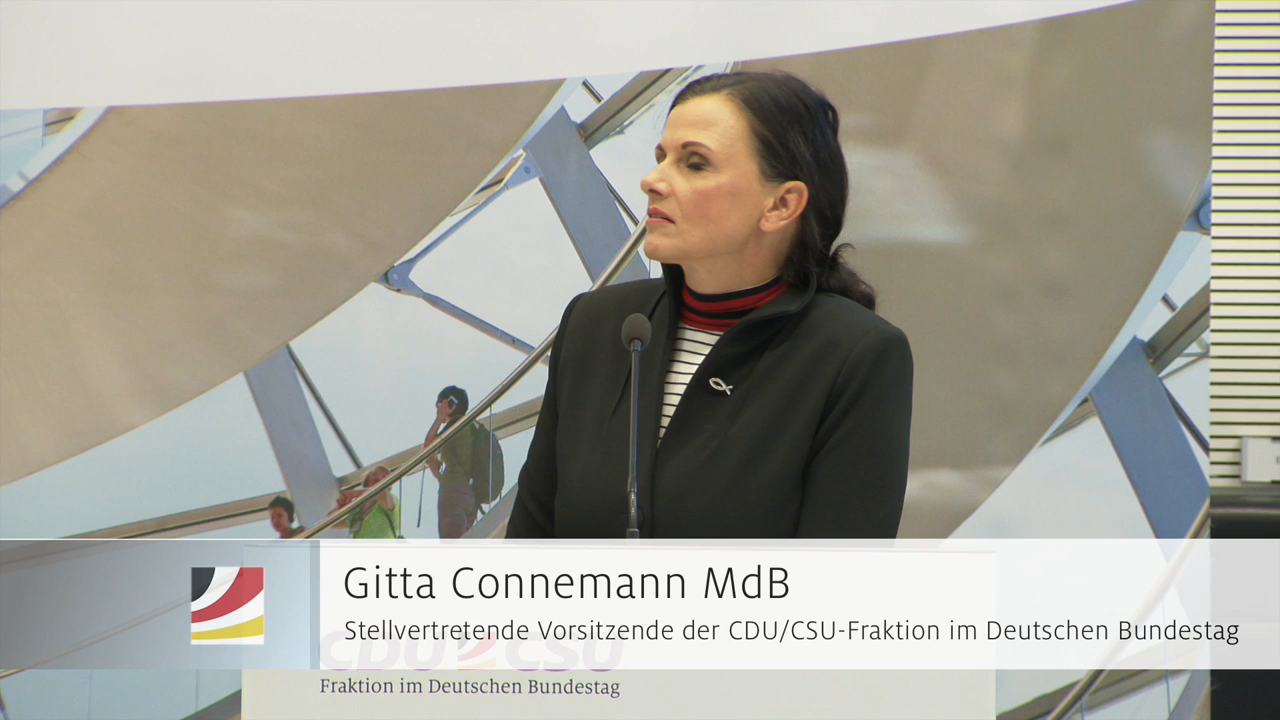 Gitta Connemann MdB
Stellvertretende Vorsitzende der CDU/CSU-Fraktion im Deutschen Bundestag
CDU CSU
Fraktion im Deutschen Bundestag